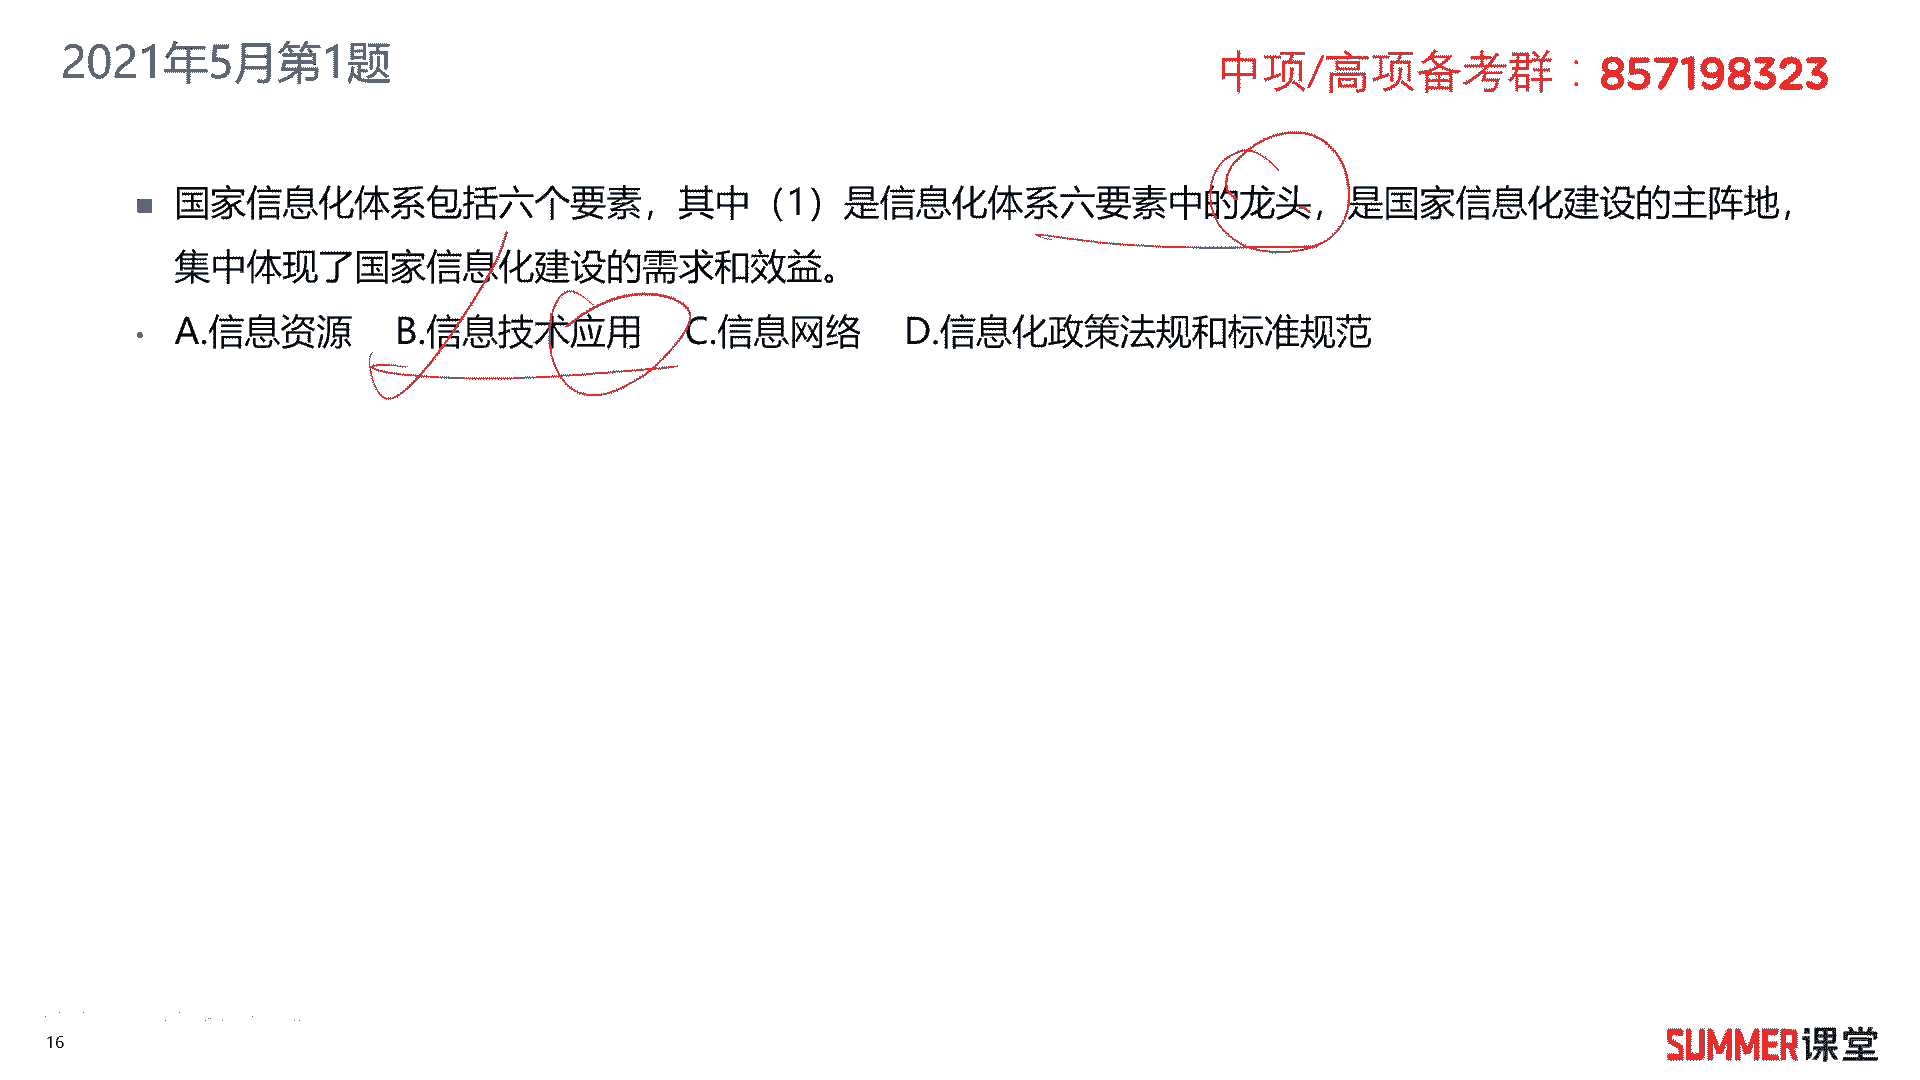 2021年5月第1题
中项/高项备考群：857198323
■ 国家信息化体系包括六个要素，其中（1）是信息化体系六要素中的龙头，是国家信息化建设的主阵地，
集中体现了国家信息化建设的需求和效益。
• A.信息资源 B.信息技术应用 C.信息网络 D.信息化政策法规和标准规范
16
SUMMER课堂